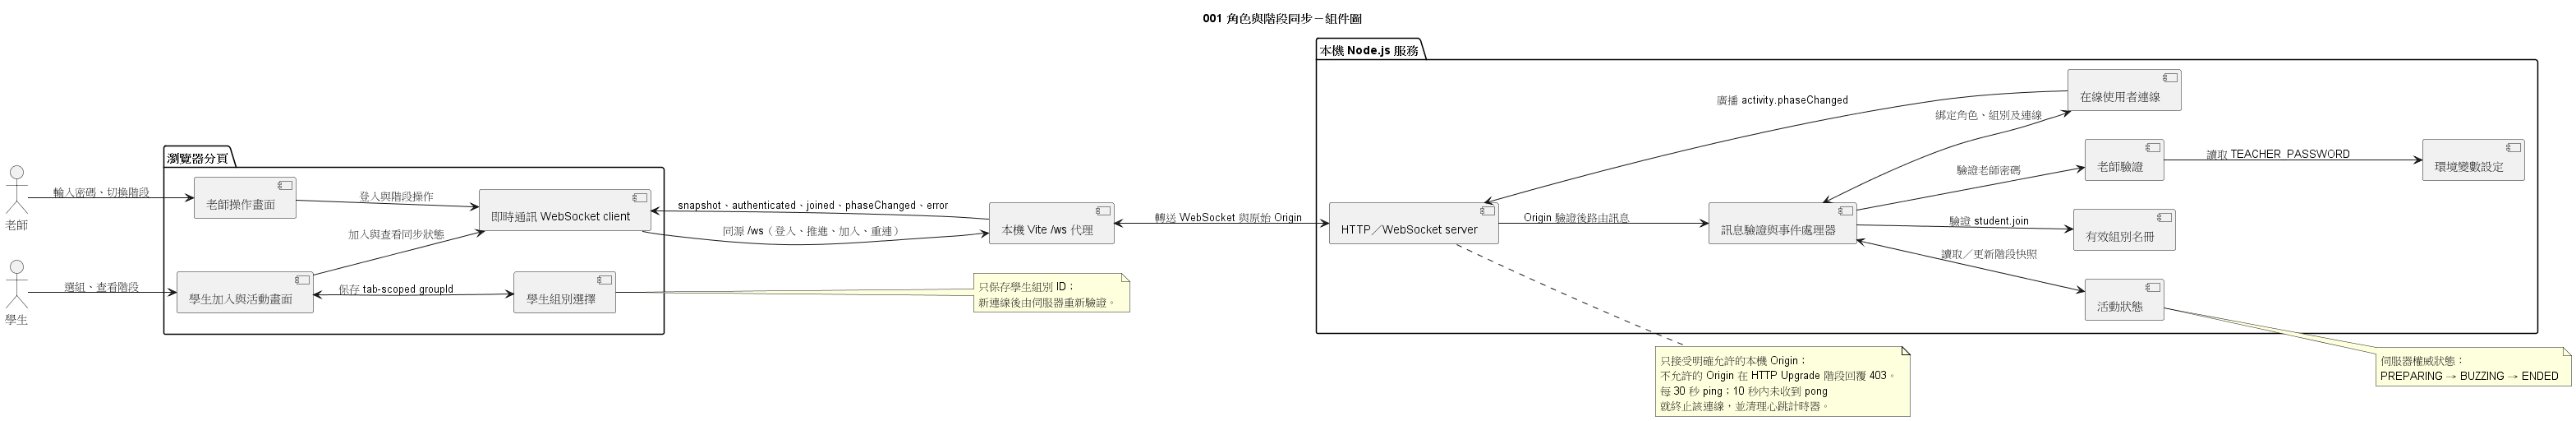 001 角色與階段同步－組件圖
本機 Node.js 服務
廣播 activity.phaseChanged
在線使用者連線
綁定角色、組別及連線
瀏覽器分頁
老師
輸入密碼、切換階段
老師操作畫面
登入與階段操作
即時通訊 WebSocket client
加入與查看同步狀態
snapshot、authenticated、joined、phaseChanged、error
同源 /ws（登入、推進、加入、重連）
本機 Vite /ws 代理
轉送 WebSocket 與原始 Origin
HTTP／WebSocket server
Origin 驗證後路由訊息
訊息驗證與事件處理器
驗證老師密碼
老師驗證
讀取 TEACHER_PASSWORD
環境變數設定
驗證 student.join
有效組別名冊
讀取／更新階段快照
活動狀態
學生
選組、查看階段
學生加入與活動畫面
保存 tab-scoped groupId
學生組別選擇
只保存學生組別 ID；
新連線後由伺服器重新驗證。
只接受明確允許的本機 Origin；
不允許的 Origin 在 HTTP Upgrade 階段回覆 403。
每 30 秒 ping；10 秒內未收到 pong
就終止該連線，並清理心跳計時器。
伺服器權威狀態：
PREPARING → BUZZING → ENDED